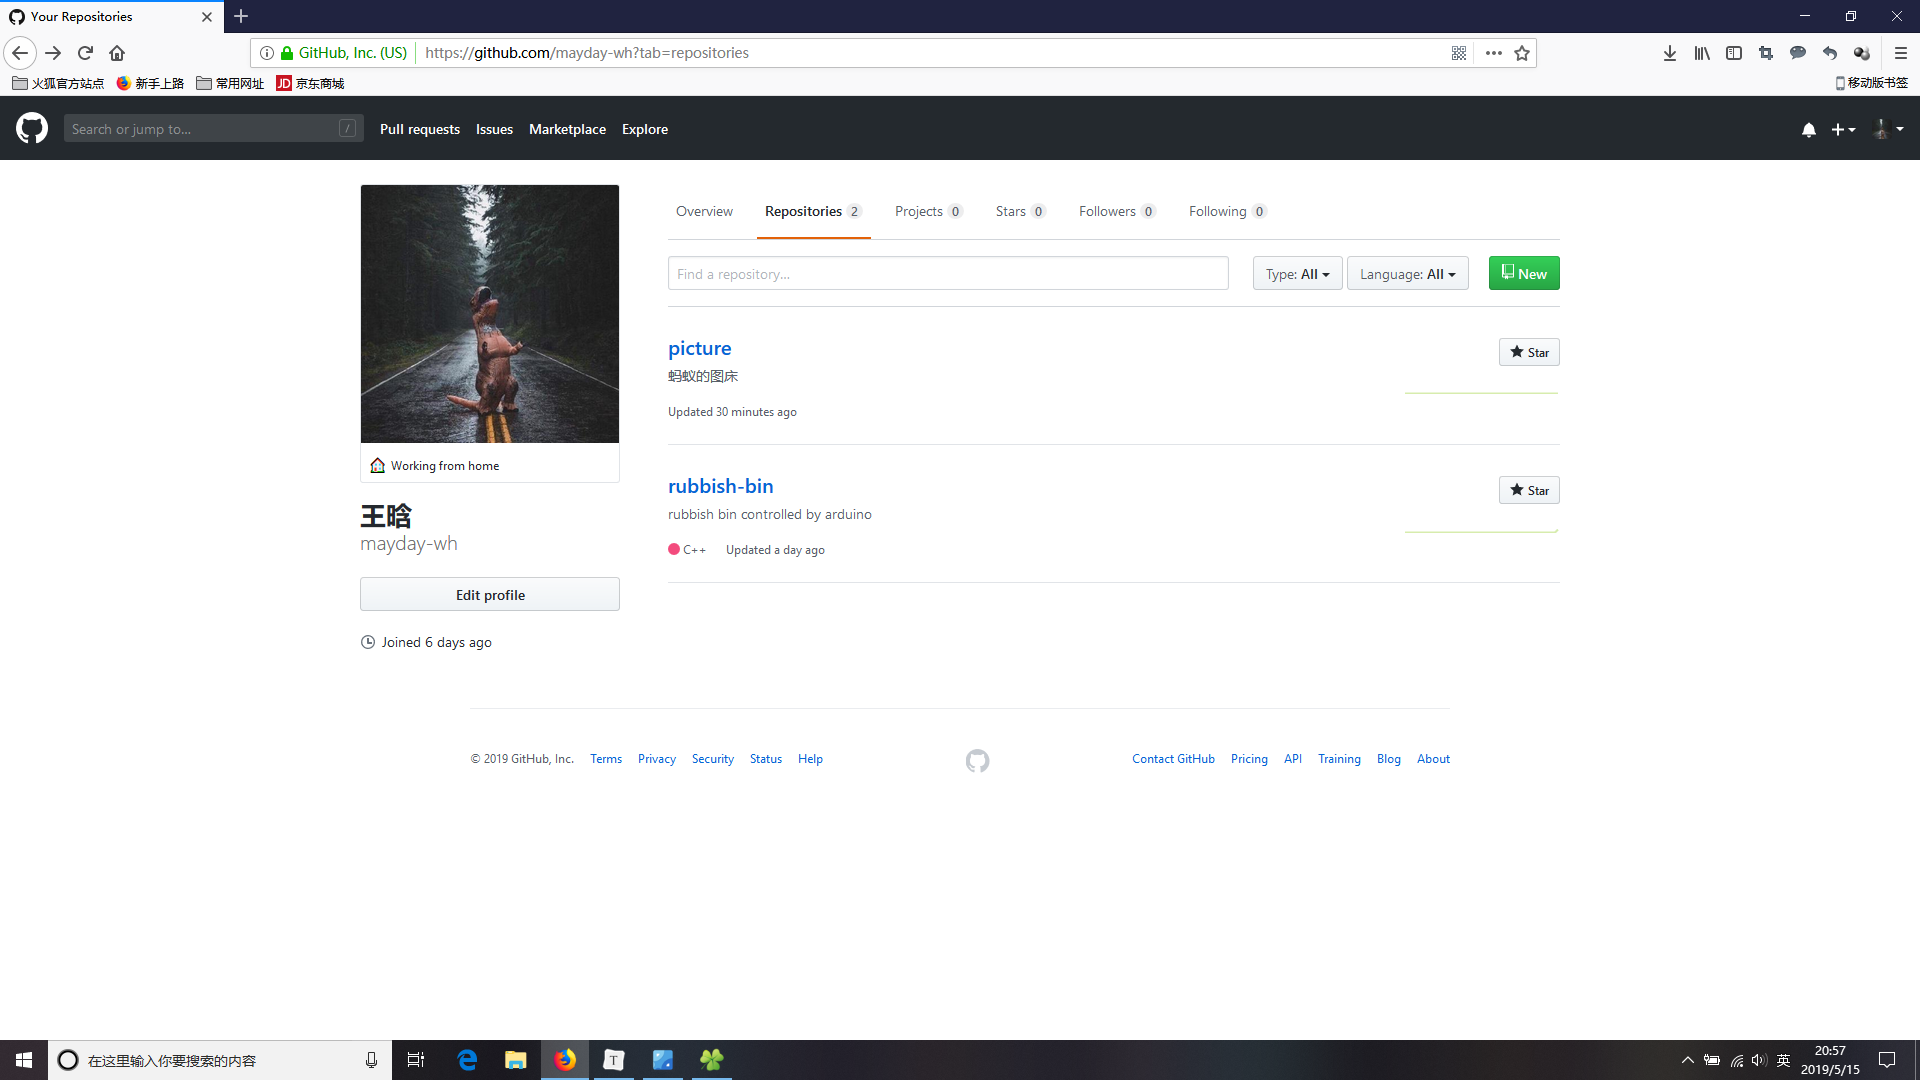 Your Repositories
GitHub, Inc. (US) https://github.com/mayday-wh?tab=repositories
火狐官方站点 新手上路 常用网址 JD 京东商城 移动版书签
Search or jump to... / Pull requests Issues Marketplace Explore
Overview Repositories 2 Projects 0 Stars 0 Followers 0 Following 0
Find a repository... Type: All Language: All New
picture Star
蚂蚁的图床
Updated 30 minutes ago
Working from home
rubbish-bin Star
rubbish bin controlled by arduino
C++ Updated a day ago
王晗
mayday-wh
Edit profile
Joined 6 days ago
© 2019 GitHub, Inc. Terms Privacy Security Status Help Contact GitHub Pricing API Training Blog About
在这里输入你要搜索的内容 T 英 20:57
2019/5/15